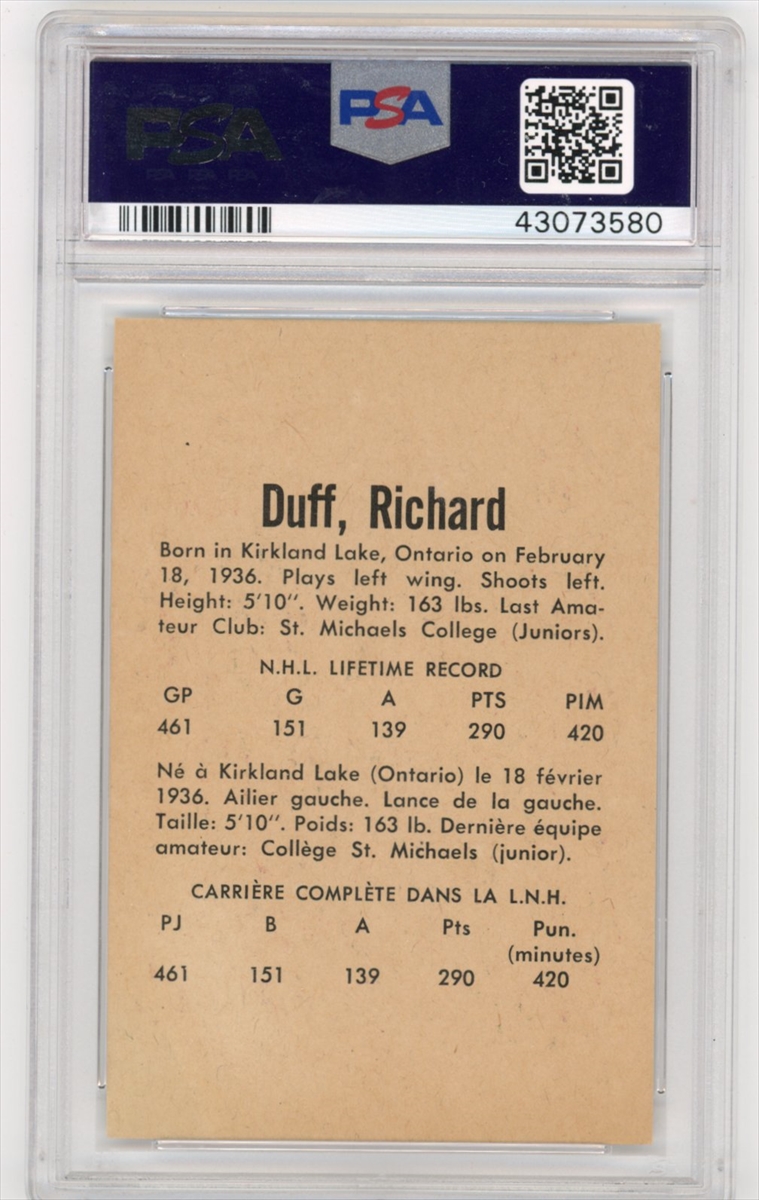 PSA
PSA
PSA PSA PSA
43073580
Duff, Richard
Born in Kirkland Lake, Ontario on February
18, 1936. Plays left wing. Shoots left.
Height: 5'10". Weight: 163 lbs. Last Ama-
teur Club: St. Michaels College (Juniors).
N.H.L. LIFETIME RECORD
GP G A PTS PIM
461 151 139 290 420
Né à Kirkland Lake (Ontario) le 18 février
1936. Ailier gauche. Lance de la gauche.
Taille: 5'10". Poids: 163 lb. Dernière équipe
amateur: Collège St. Michaels (junior).
CARRIÈRE COMPLÈTE DANS LA L.N.H.
PJ B A Pts Pun.
(minutes)
461 151 139 290 420